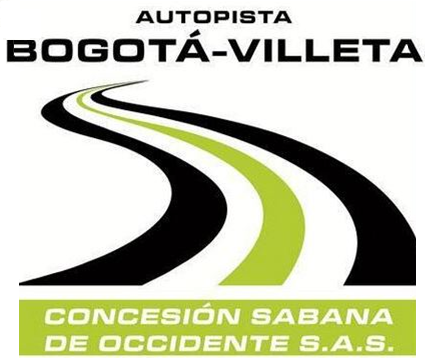 AUTOPISTA
BOGOTÁ-VILLETA
CONCESIÓN SABANA
DE OCCIDENTE S.A.S.